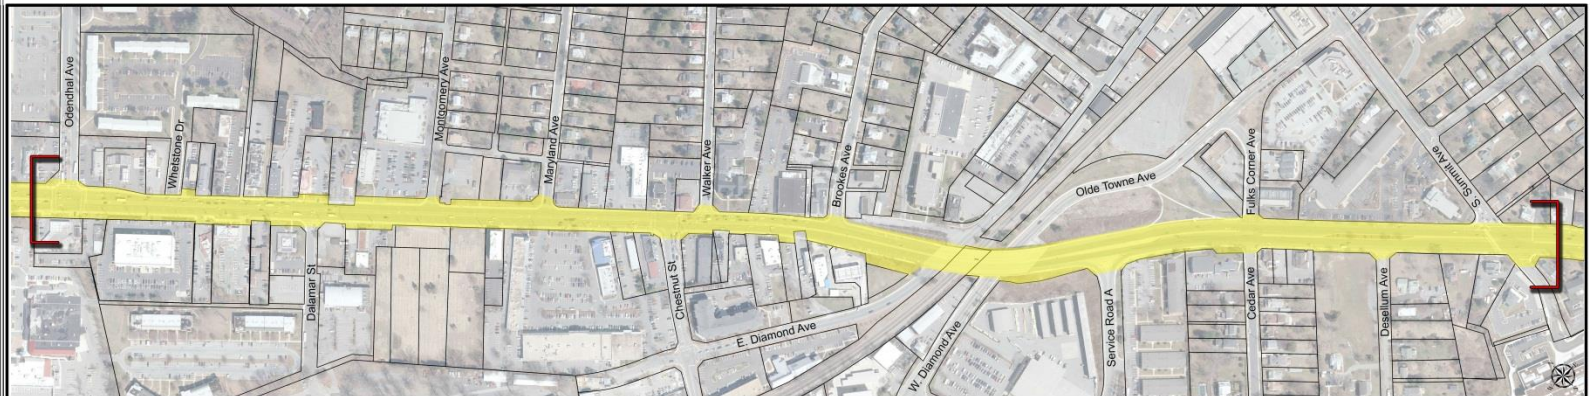 Odendhal Ave
Whetstone Dr
Montgomery Ave
Maryland Ave
Walker Ave
Brookes Ave
Olde Towne Ave
Fulks Corner Ave
S Summit Ave
Dalamar St
Chestnut St
E. Diamond Ave
W. Diamond Ave
Service Road A
Cedar Ave
Deselum Ave